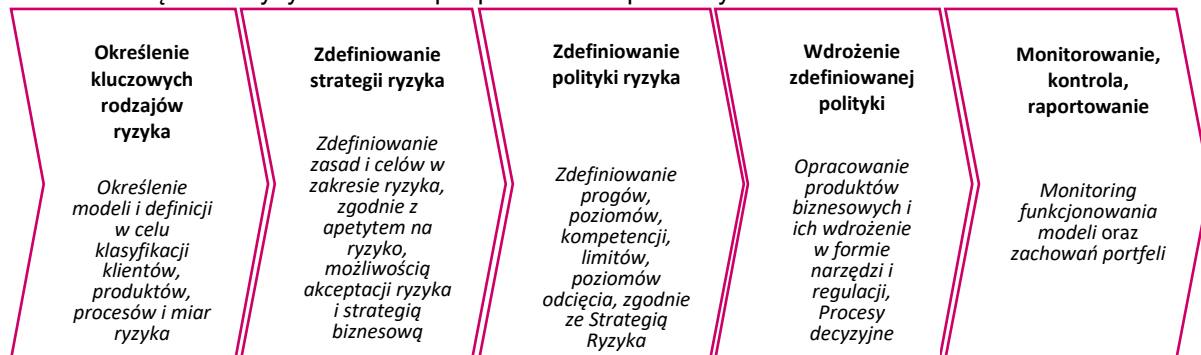 Określenie
kluczowych
rodzajów
ryzyka
Określenie
modeli i definicji
w celu
klasyfikacji
klientów,
produktów,
procesów i miar
ryzyka
Zdefiniowanie
strategii ryzyka
Zdefiniowanie
zasad i celów w
zakresie ryzyka,
zgodnie z
apetytem na
ryzyko,
możliwością
akceptacji ryzyka
i strategią
biznesową
Zdefiniowanie
polityki ryzyka
Zdefiniowanie
progów,
poziomów,
kompetencji,
limitów,
poziomów
odcięcia, zgodnie
ze Strategią
Ryzyka
Wdrożenie
zdefiniowanej
polityki
Opracowanie
produktów
biznesowych i
ich wdrożenie
w formie
narzędzi i
regulacji,
Procesy
decyzyjne
Monitorowanie,
kontrola,
raportowanie
Monitoring
funkcjonowania
modeli oraz
zachowań portfeli